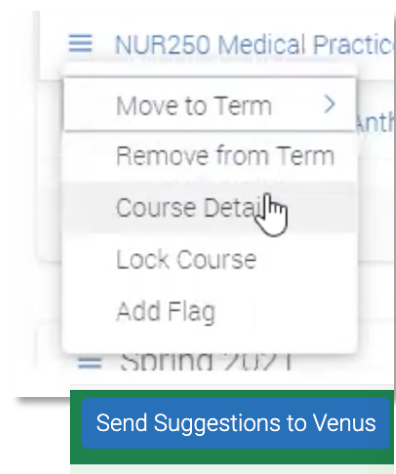 NUR250 Medical Practic
Move to Term >
Anth
Remove from Term
Course Detail
Lock Course
Add Flag
Spring 2021
Send Suggestions to Venus